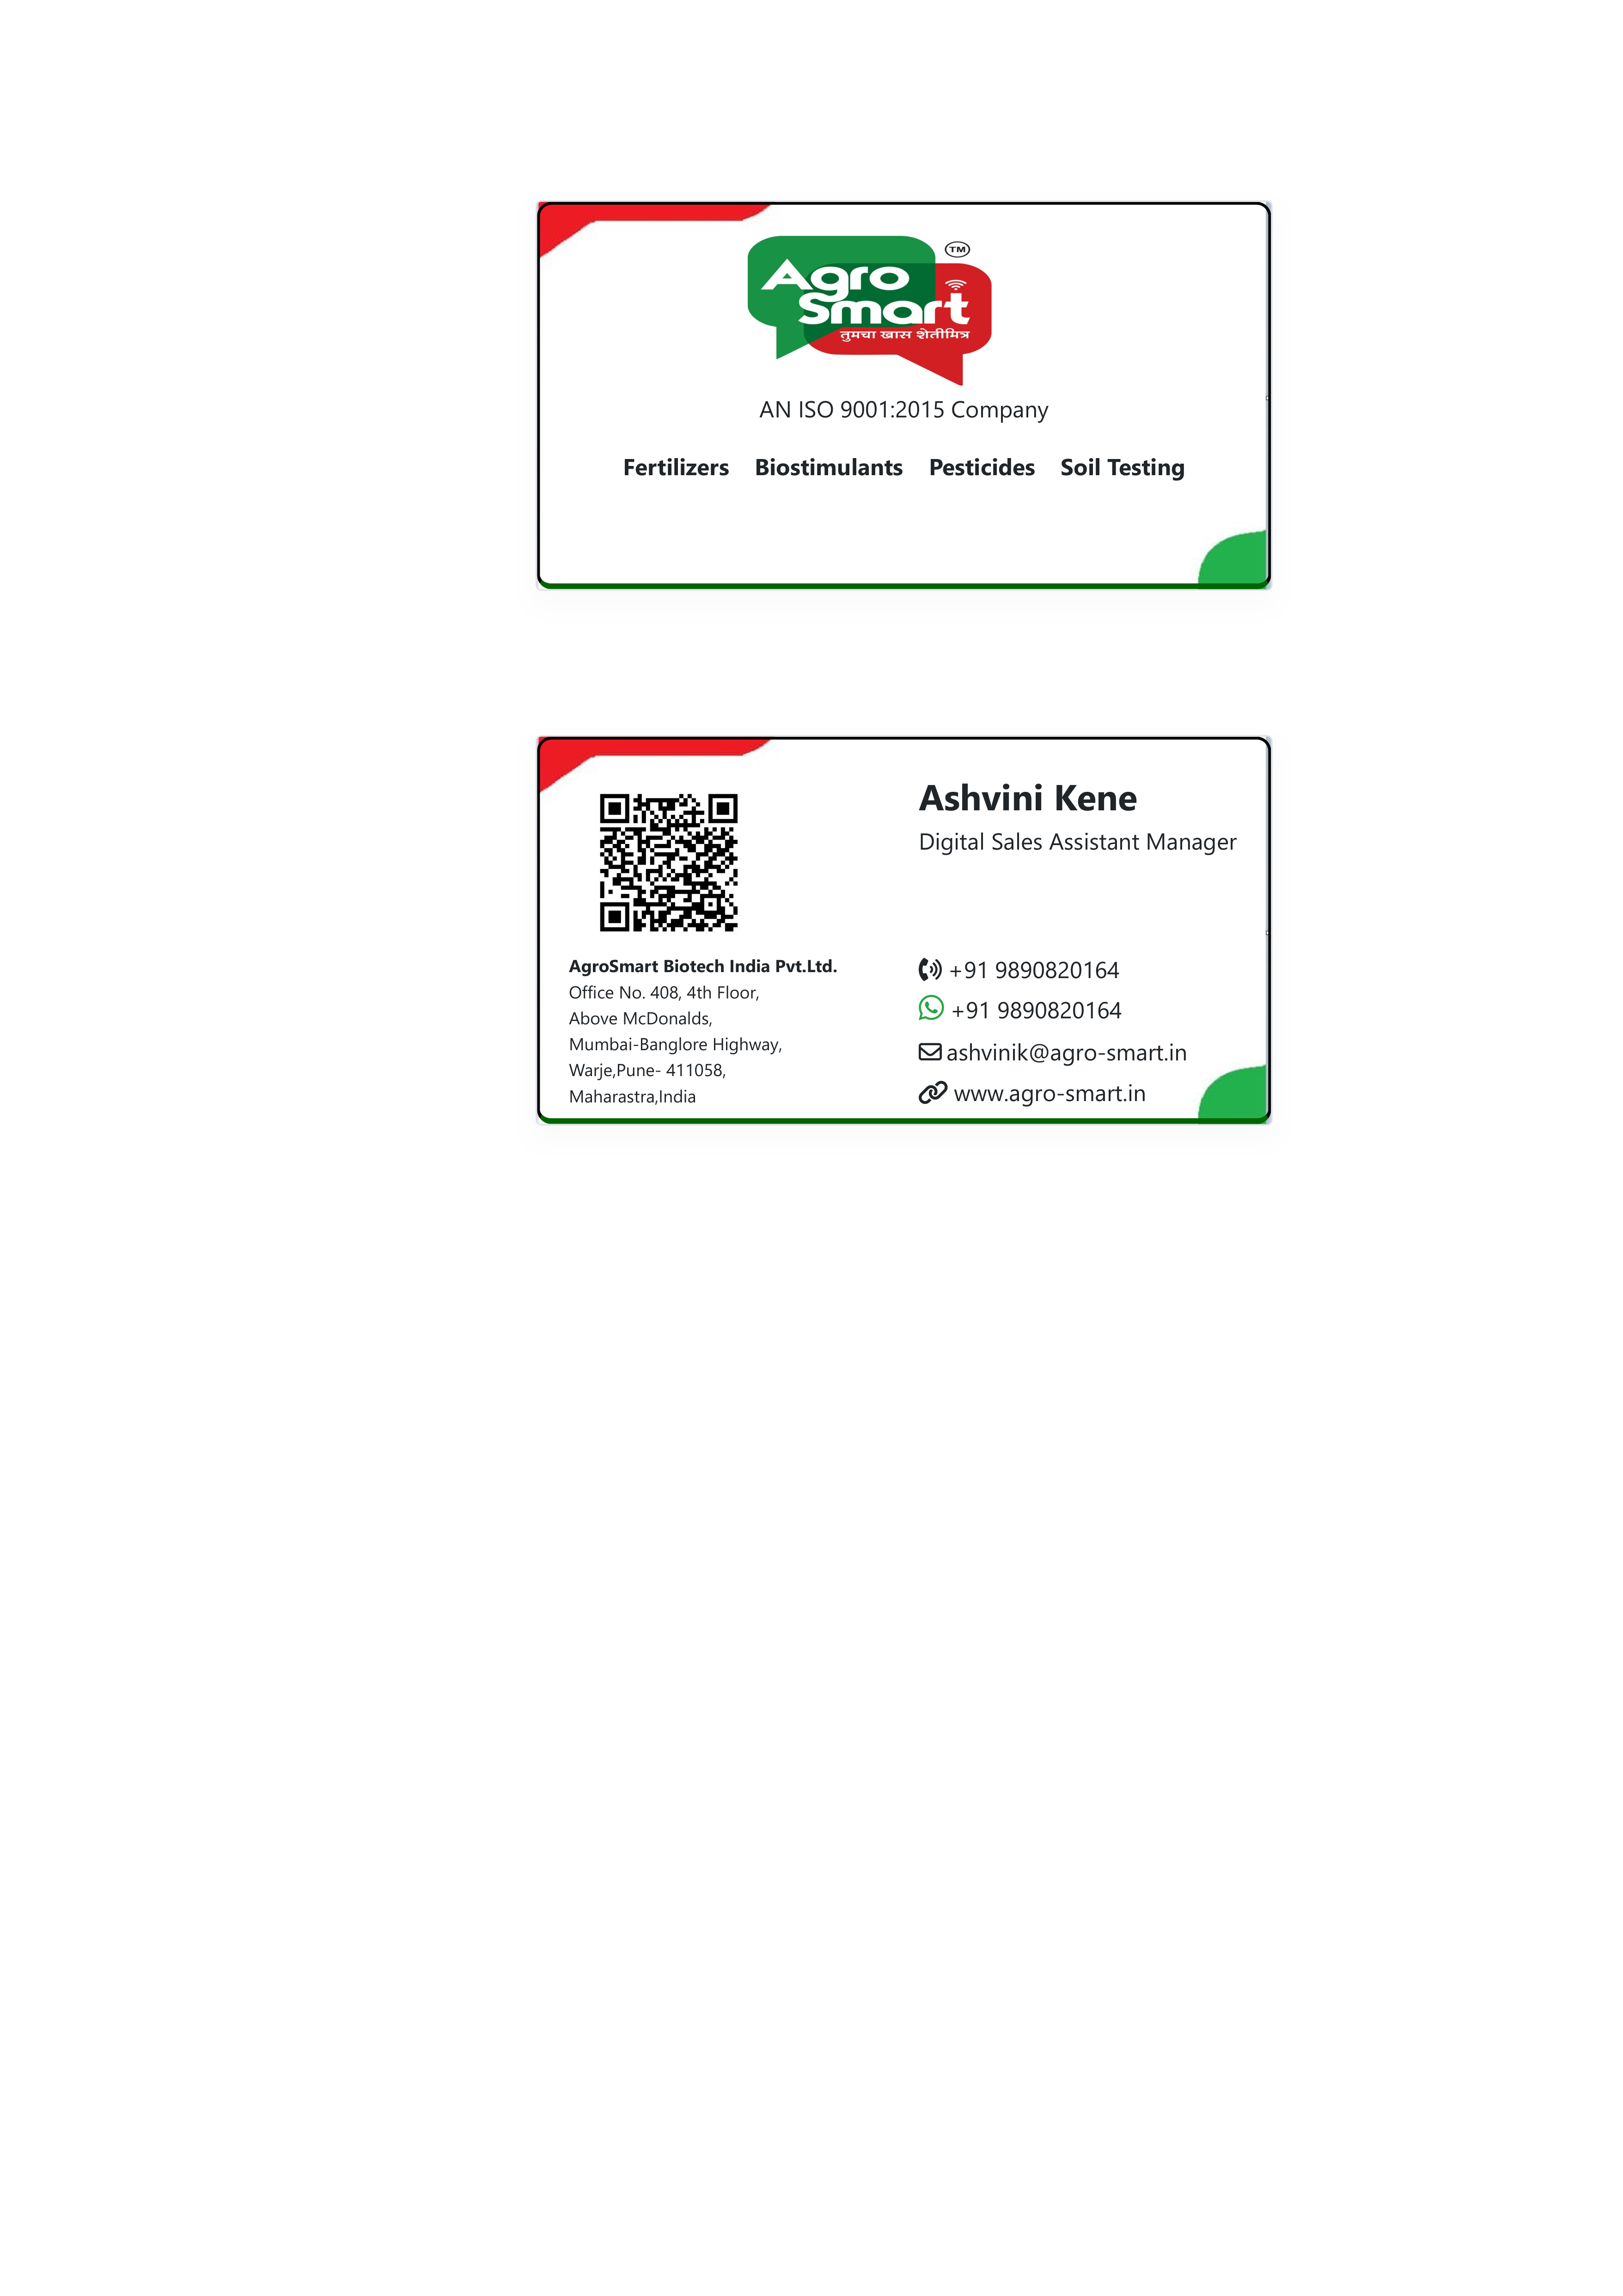 Agro
Smart
TM
तुमचा खास शेतीमित्र
AN ISO 9001:2015 Company
Fertilizers Biostimulants Pesticides Soil Testing
Ashvini Kene
Digital Sales Assistant Manager
AgroSmart Biotech India Pvt.Ltd.
Office No. 408, 4th Floor,
Above McDonalds,
Mumbai-Banglore Highway,
Warje,Pune- 411058,
Maharastra,India
+91 9890820164
+91 9890820164
ashvinik@agro-smart.in
www.agro-smart.in